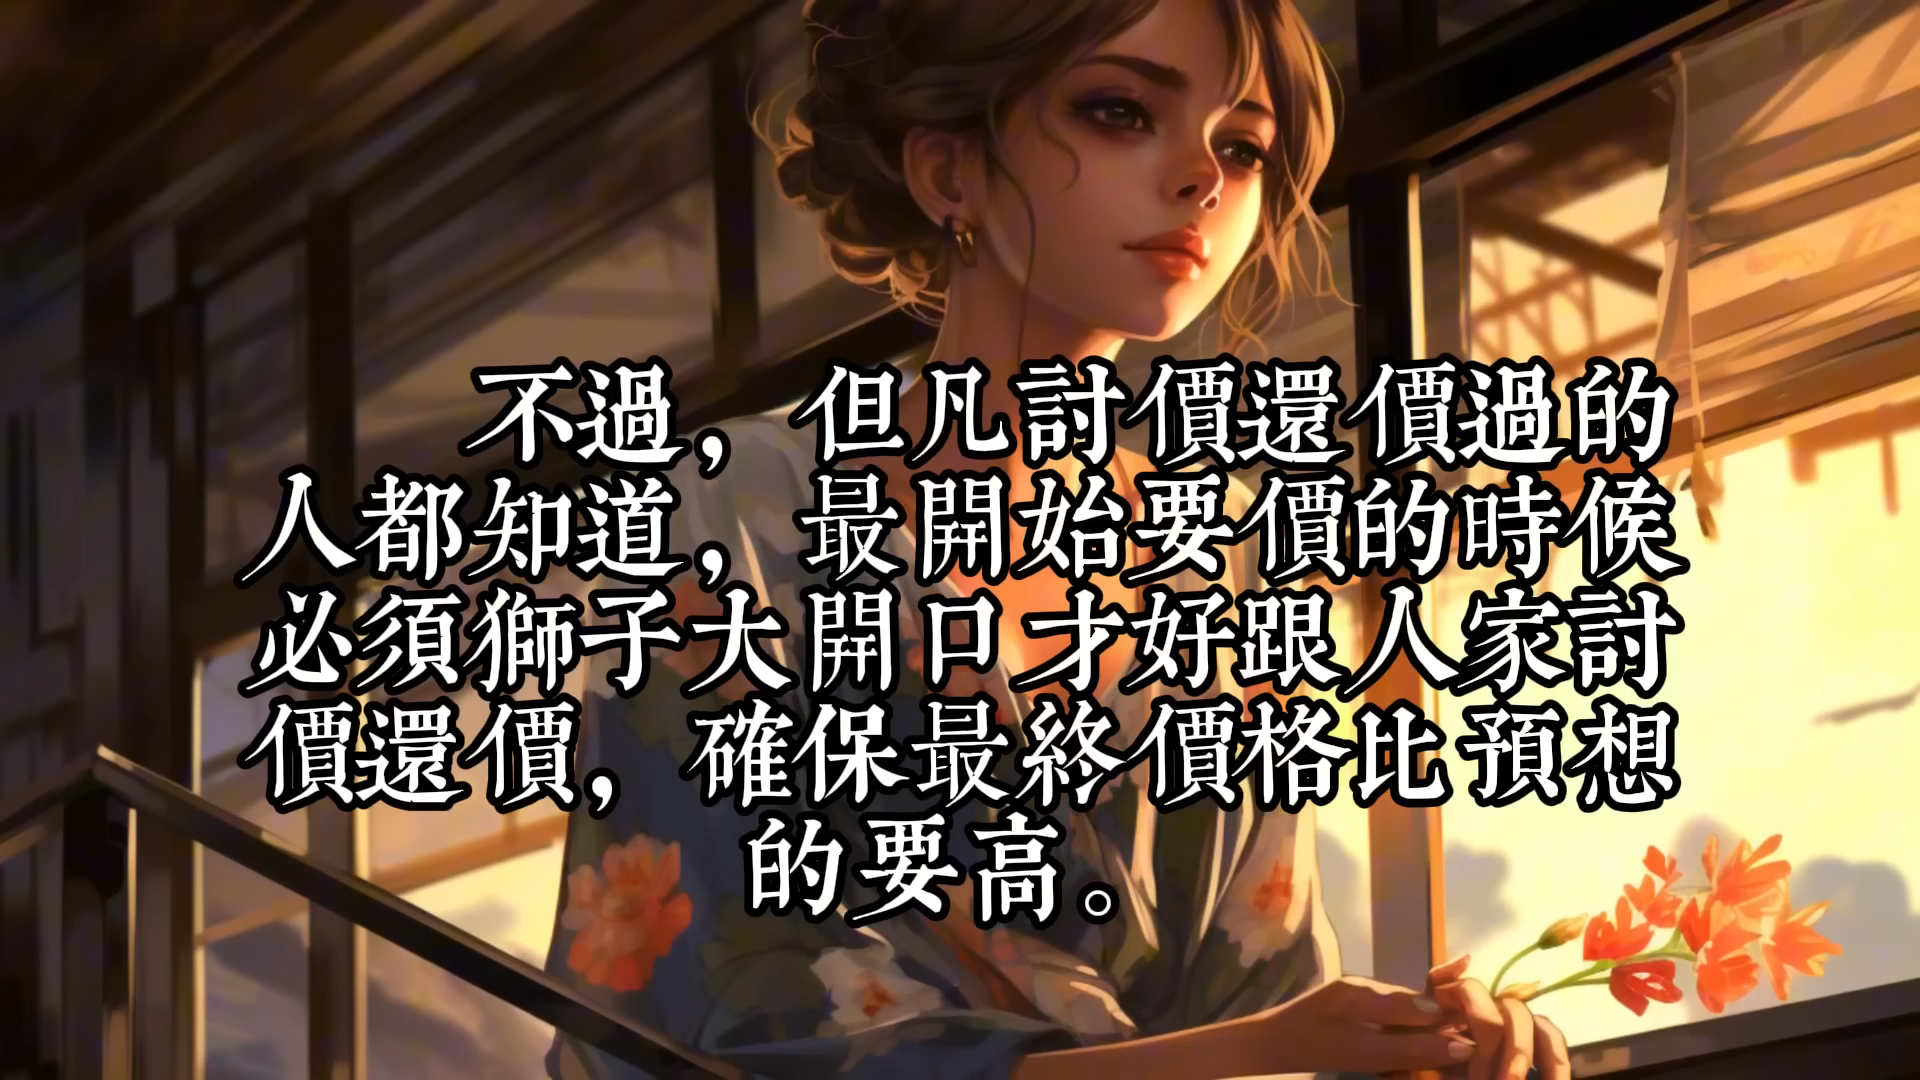 不過，但凡討價還價過的
人都知道，最開始要價的時候
必須獅子大開口才好跟人家討
價還價，確保最終價格比預想
的要高。